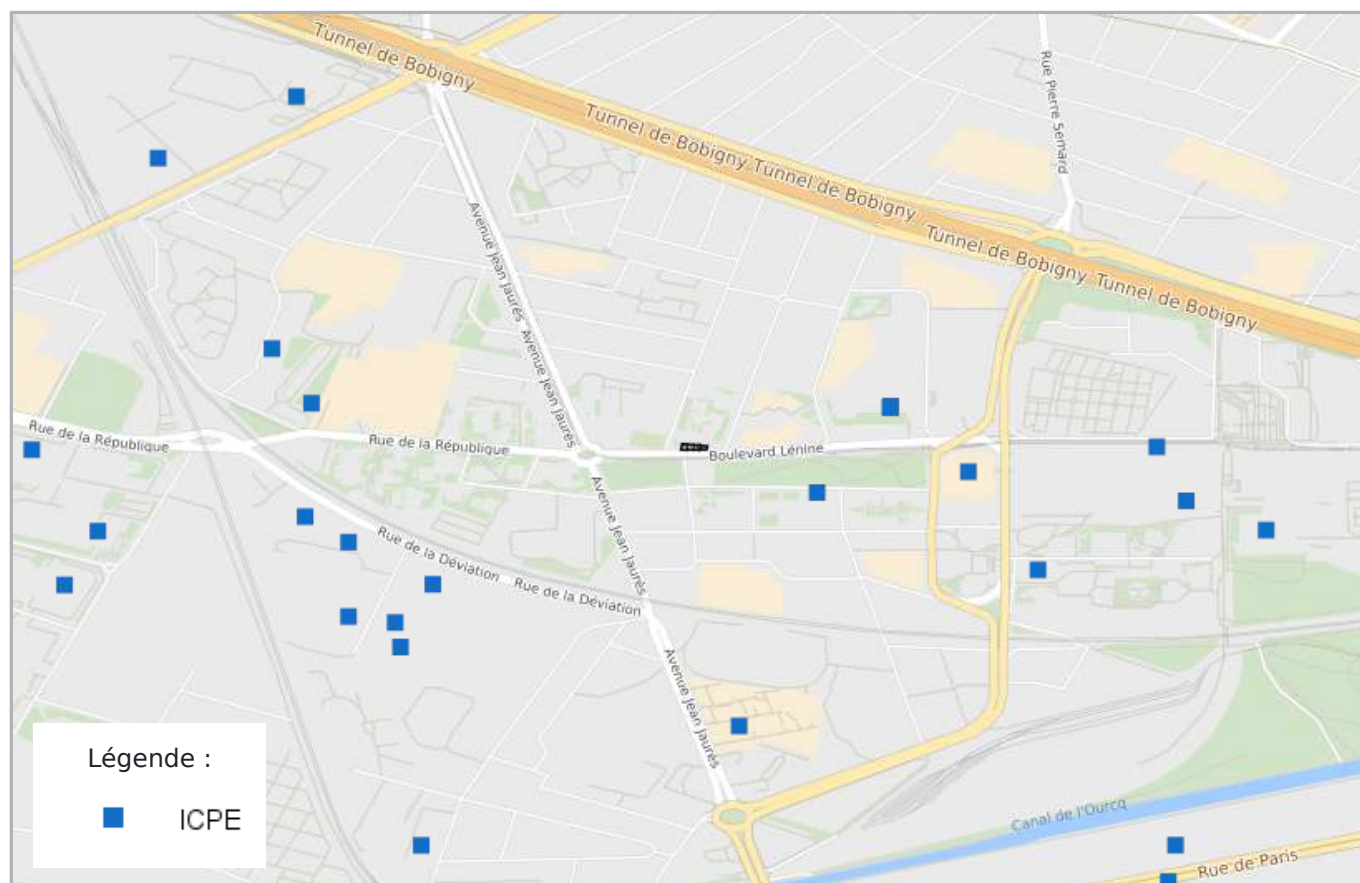 Tunnel de Bobigny
Tunnel de Bobigny
Tunnel de Bobigny
Tunnel de Bobigny
Tunnel de Bobigny
Rue Pierre Semard
Avenue Jean Jaurès
Avenue Jean Jaurès
Rue de la République
Rue de la République
Boulevard Lénine
Avenue Jean Jaurès
Rue de la Déviation
Rue de la Déviation
Avenue Jean Jaurès
Canal de l'Ourcq
Rue de Paris
Légende :
ICPE